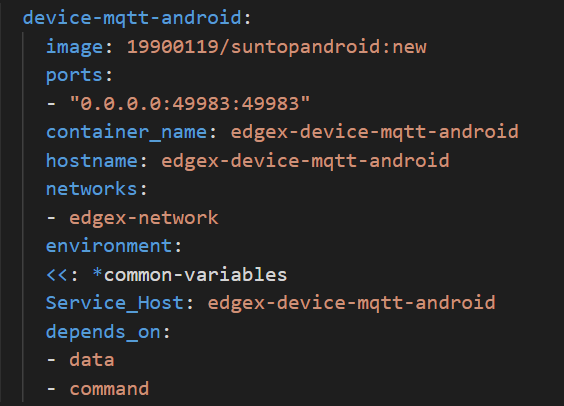 device-mqtt-android:
image: 19900119/suntopandroid:new
ports:
- "0.0.0.0:49983:49983"
container_name: edgex-device-mqtt-android
hostname: edgex-device-mqtt-android
networks:
- edgex-network
environment:
<<: *common-variables
Service_Host: edgex-device-mqtt-android
depends_on:
- data
- command